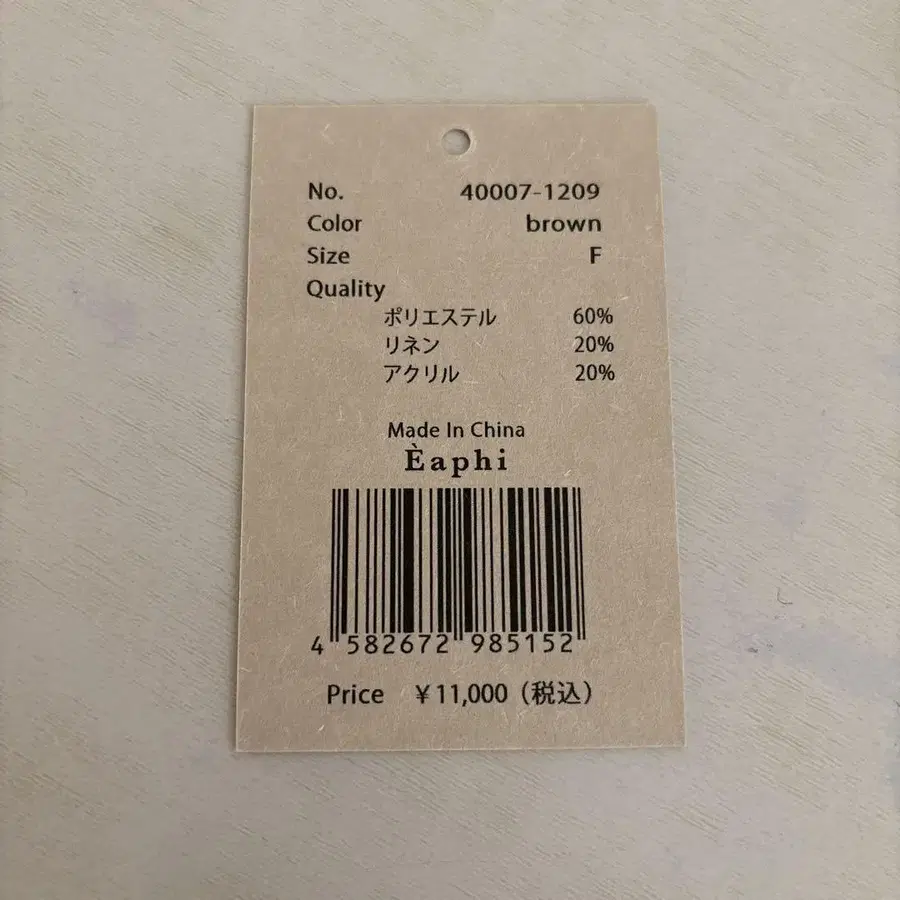 No. 40007-1209
Color brown
Size F
Quality
ポリエステル 60%
リネン 20%
アクリル 20%
Made In China
Èaphi
4 582672 985152
Price ¥11,000（税込）